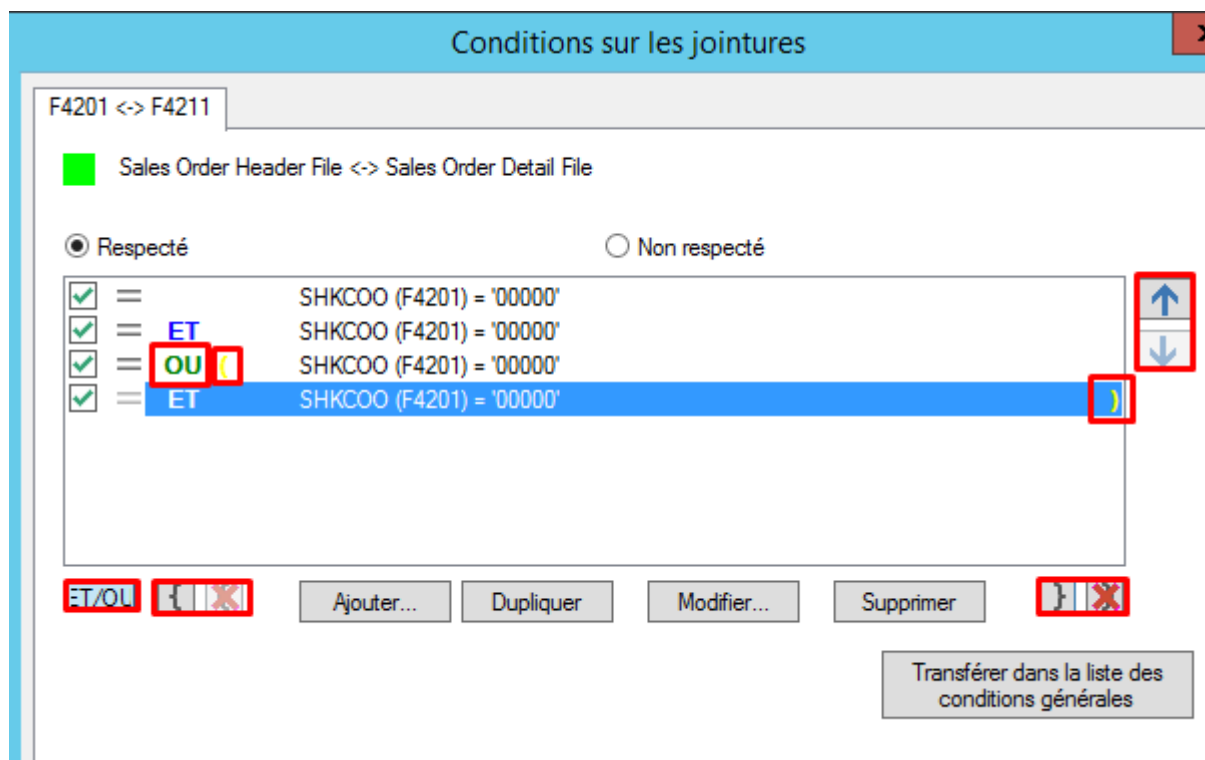 Conditions sur les jointures
F4201 <-> F4211
Sales Order Header File <-> Sales Order Detail File
Respecté Non respecté
= SHKCOO (F4201) = '00000'
= ET SHKCOO (F4201) = '00000'
= OU ( SHKCOO (F4201) = '00000'
= ET SHKCOO (F4201) = '00000' )
ET/OU { Ajouter... Dupliquer Modifier... Supprimer }
Transférer dans la liste des
conditions générales